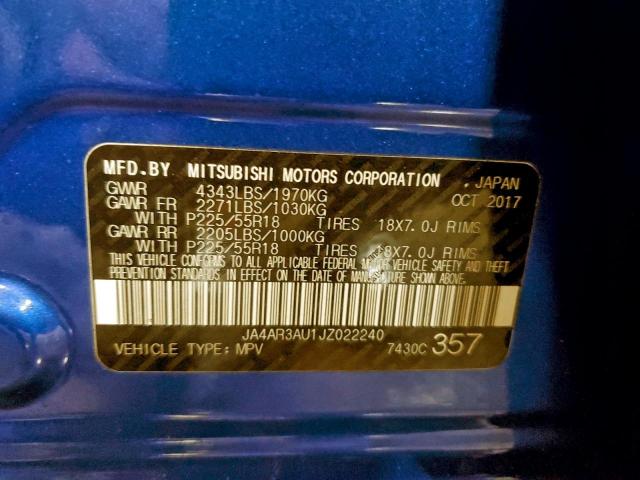 MFD.BY MITSUBISHI MOTORS CORPORATION , JAPAN
GVWR 4343LBS/1970KG OCT.2017
GAWR FR 2271LBS/1030KG
WITH P225/55R18 TIRES 18X7.0J RIMS
GAWR RR 2205LBS/1000KG
WITH P225/55R18 TIRES 18X7.0J RIMS
THIS VEHICLE CONFORMS TO ALL APPLICABLE FEDERAL MOTOR VEHICLE SAFETY AND THEFT
PREVENTION STANDARDS IN EFFECT ON THE DATE OF MANUFACTURE SHOWN ABOVE.
JA4AR3AU1JZ022240
VEHICLE TYPE: MPV 7430C 357